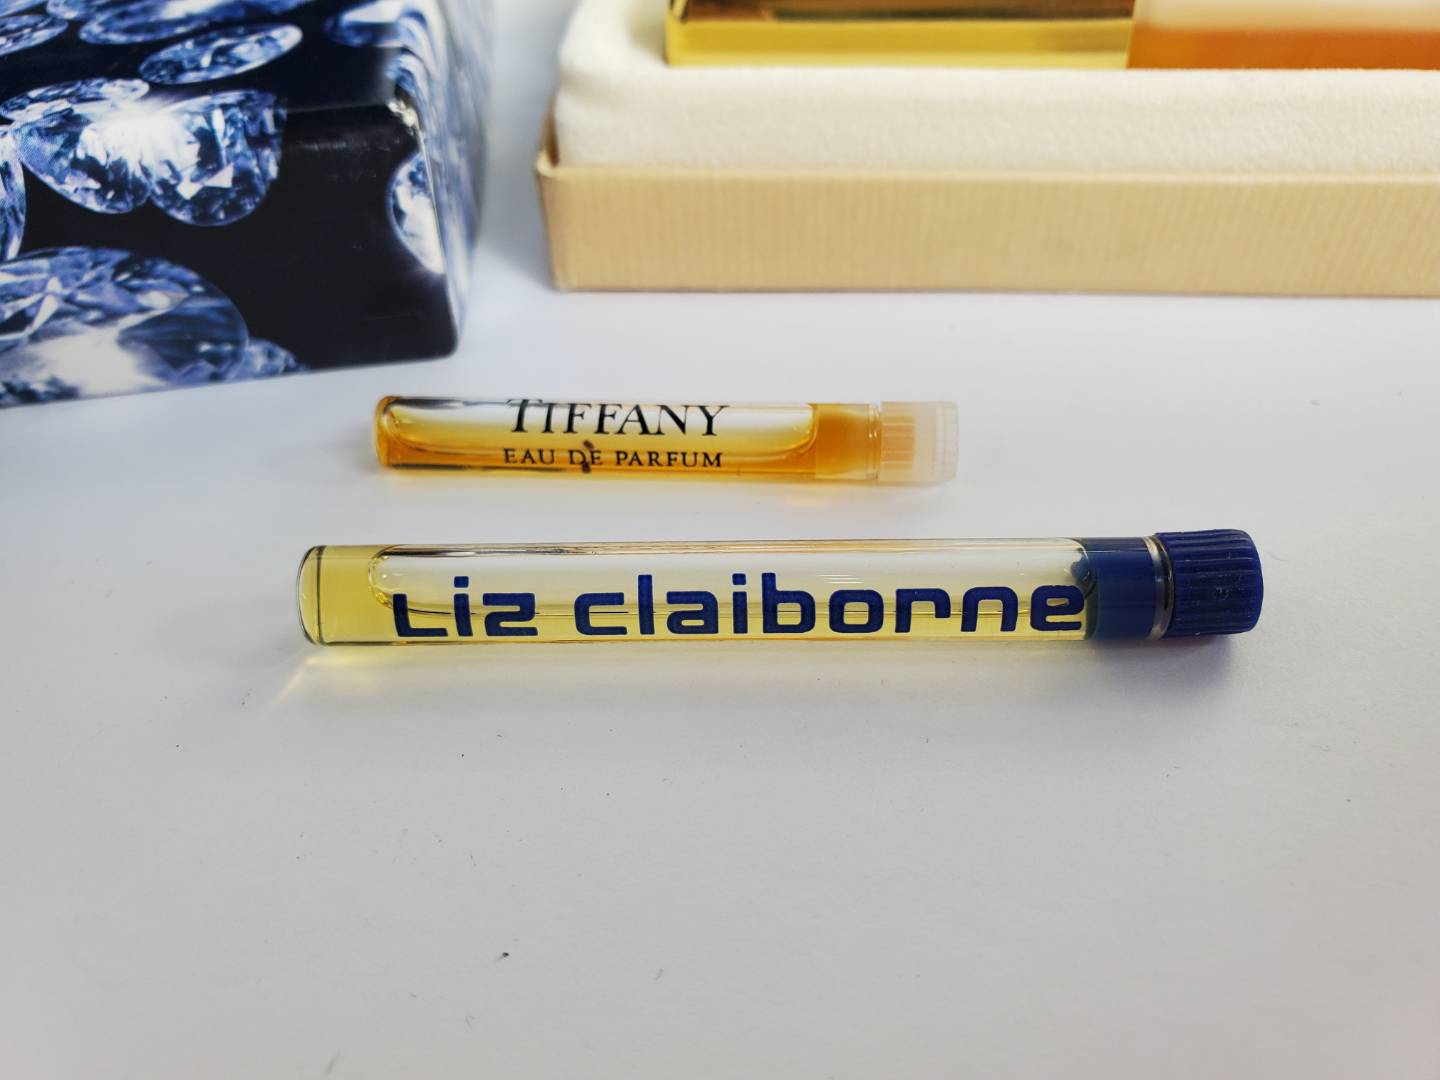 TIFFANY
EAU DE PARFUM
Liz claiborne